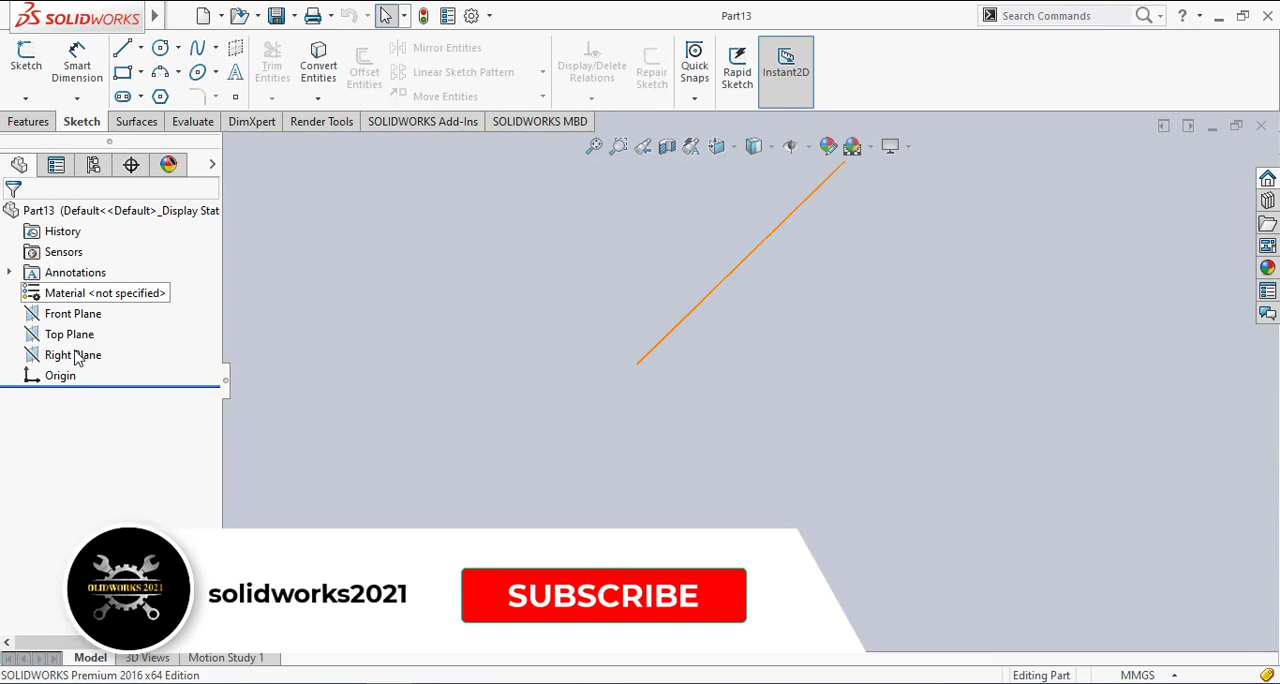 SOLIDWORKS
Part13
Search Commands
Sketch
Smart
Dimension
Trim
Entities
Convert
Entities
Offset
Entities
Mirror Entities
Linear Sketch Pattern
Move Entities
Display/Delete
Relations
Repair
Sketch
Quick
Snaps
Rapid
Sketch
Instant2D
Features
Sketch
Surfaces
Evaluate
DimXpert
Render Tools
SOLIDWORKS Add-Ins
SOLIDWORKS MBD
Part13 (Default<<Default>_Display Stat
History
Sensors
Annotations
Material <not specified>
Front Plane
Top Plane
Right Plane
Origin
OLIDWORKS 2021
solidworks2021
SUBSCRIBE
Model
3D Views
Motion Study 1
SOLIDWORKS Premium 2016 x64 Edition
Editing Part
MMGS